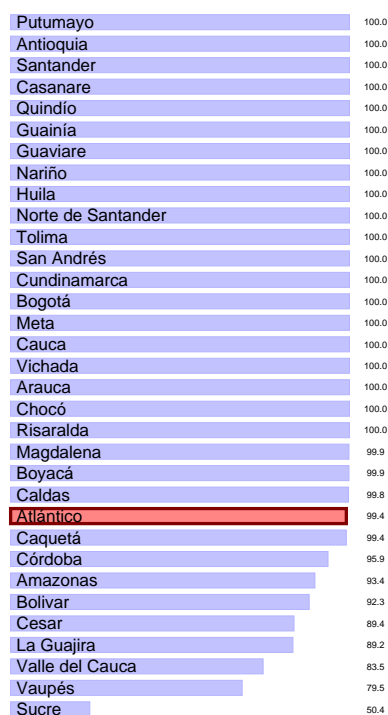 Putumayo 100.0
Antioquia 100.0
Santander 100.0
Casanare 100.0
Quindío 100.0
Guainía 100.0
Guaviare 100.0
Nariño 100.0
Huila 100.0
Norte de Santander 100.0
Tolima 100.0
San Andrés 100.0
Cundinamarca 100.0
Bogotá 100.0
Meta 100.0
Cauca 100.0
Vichada 100.0
Arauca 100.0
Chocó 100.0
Risaralda 100.0
Magdalena 99.9
Boyacá 99.9
Caldas 99.8
Atlántico 99.4
Caquetá 99.4
Córdoba 95.9
Amazonas 93.4
Bolivar 92.3
Cesar 89.4
La Guajira 89.2
Valle del Cauca 83.5
Vaupés 79.5
Sucre 50.4